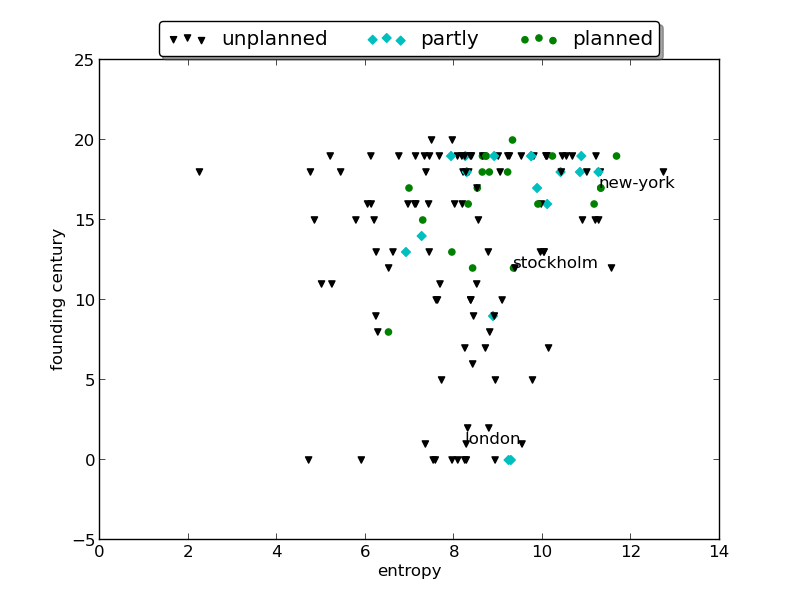 unplanned partly planned
25
20
15
10
5
0
−5
founding century
new-york
stockholm
london
0 2 4 6 8 10 12 14
entropy